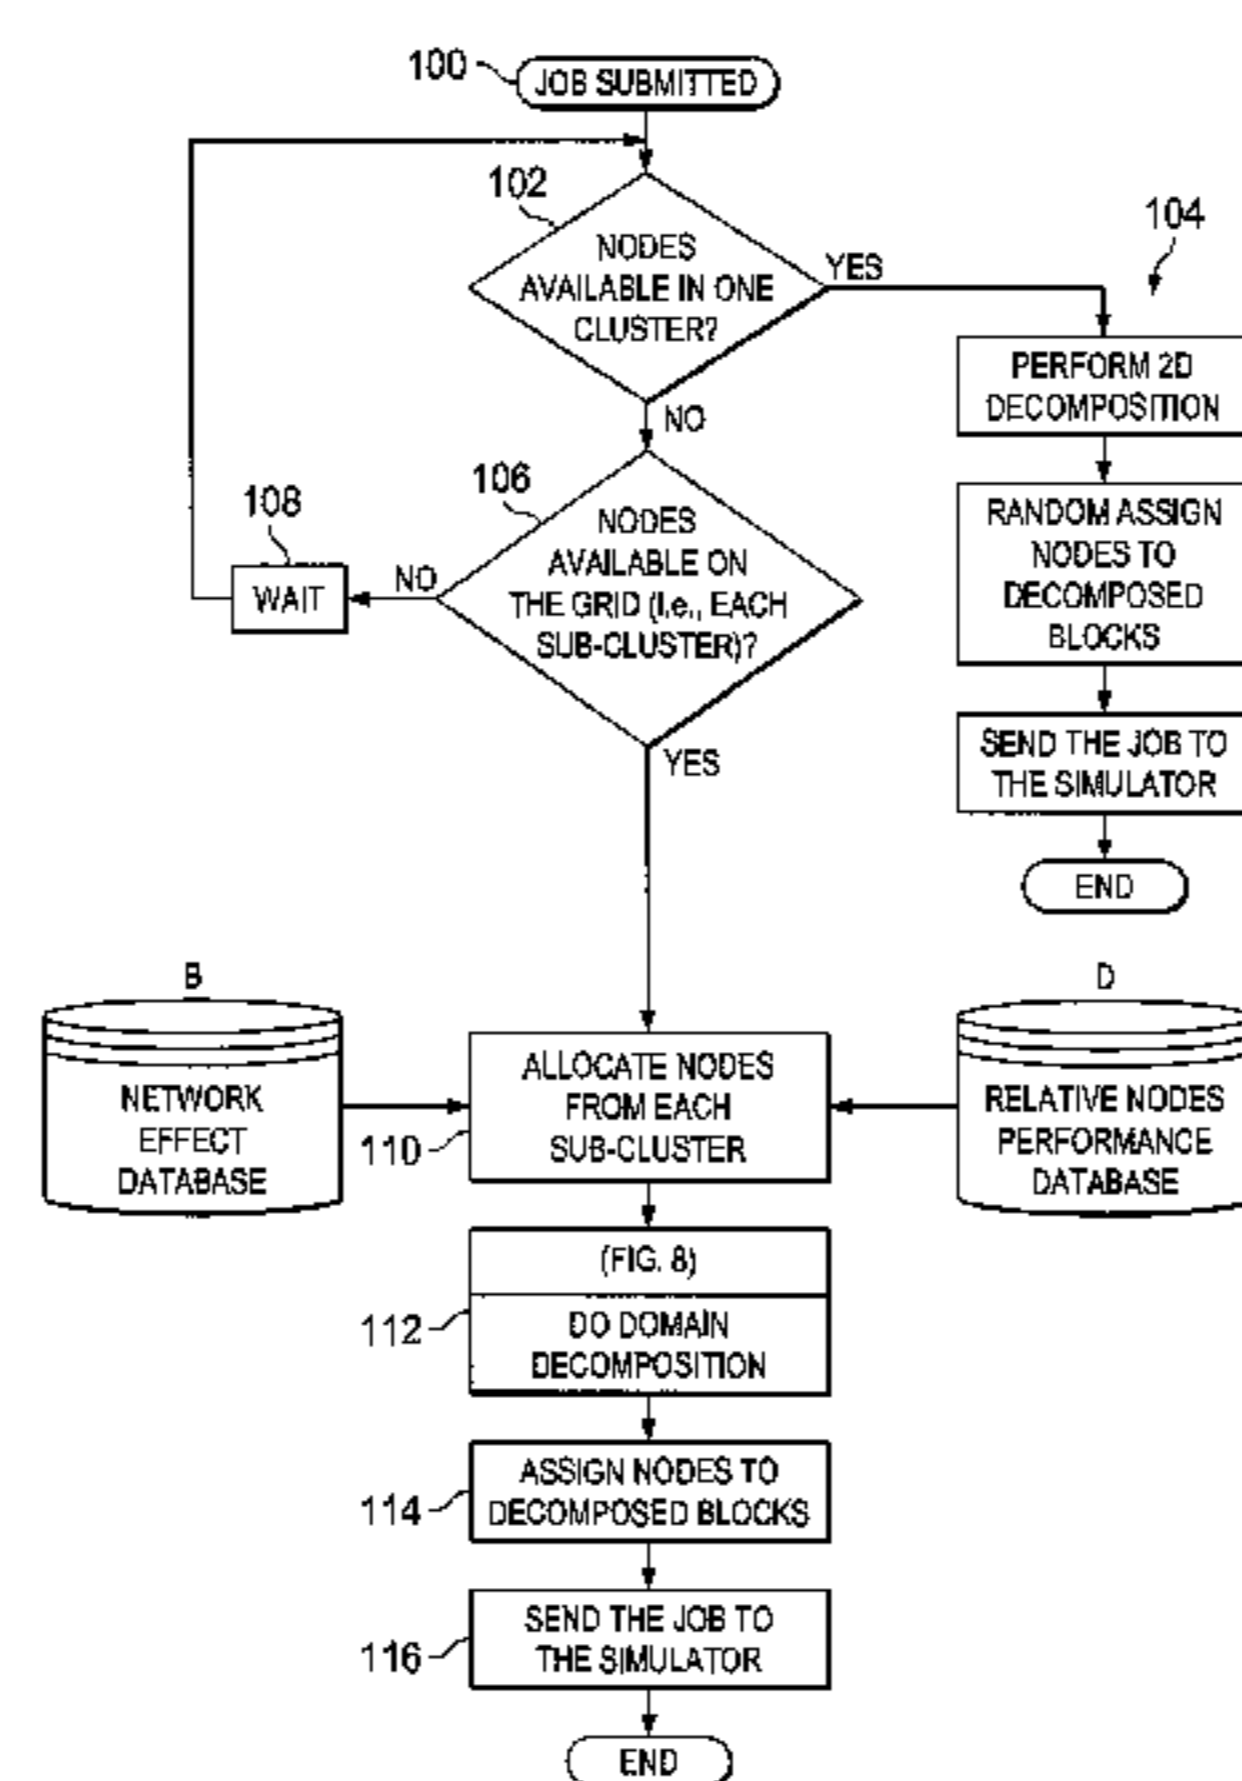 100
JOB SUBMITTED
102
NODES
AVAILABLE IN ONE
CLUSTER?
YES
104
NO
PERFORM 2D
DECOMPOSITION
RANDOM ASSIGN
NODES TO
DECOMPOSED
BLOCKS
SEND THE JOB TO
THE SIMULATOR
END
106
NODES
AVAILABLE ON
THE GRID (i.e., EACH
SUB-CLUSTER)?
NO
108
WAIT
YES
B
NETWORK
EFFECT
DATABASE
D
RELATIVE NODES
PERFORMANCE
DATABASE
ALLOCATE NODES
FROM EACH
SUB-CLUSTER
110
(FIG. 8)
112
DO DOMAIN
DECOMPOSITION
ASSIGN NODES TO
DECOMPOSED BLOCKS
114
SEND THE JOB TO
THE SIMULATOR
116
END